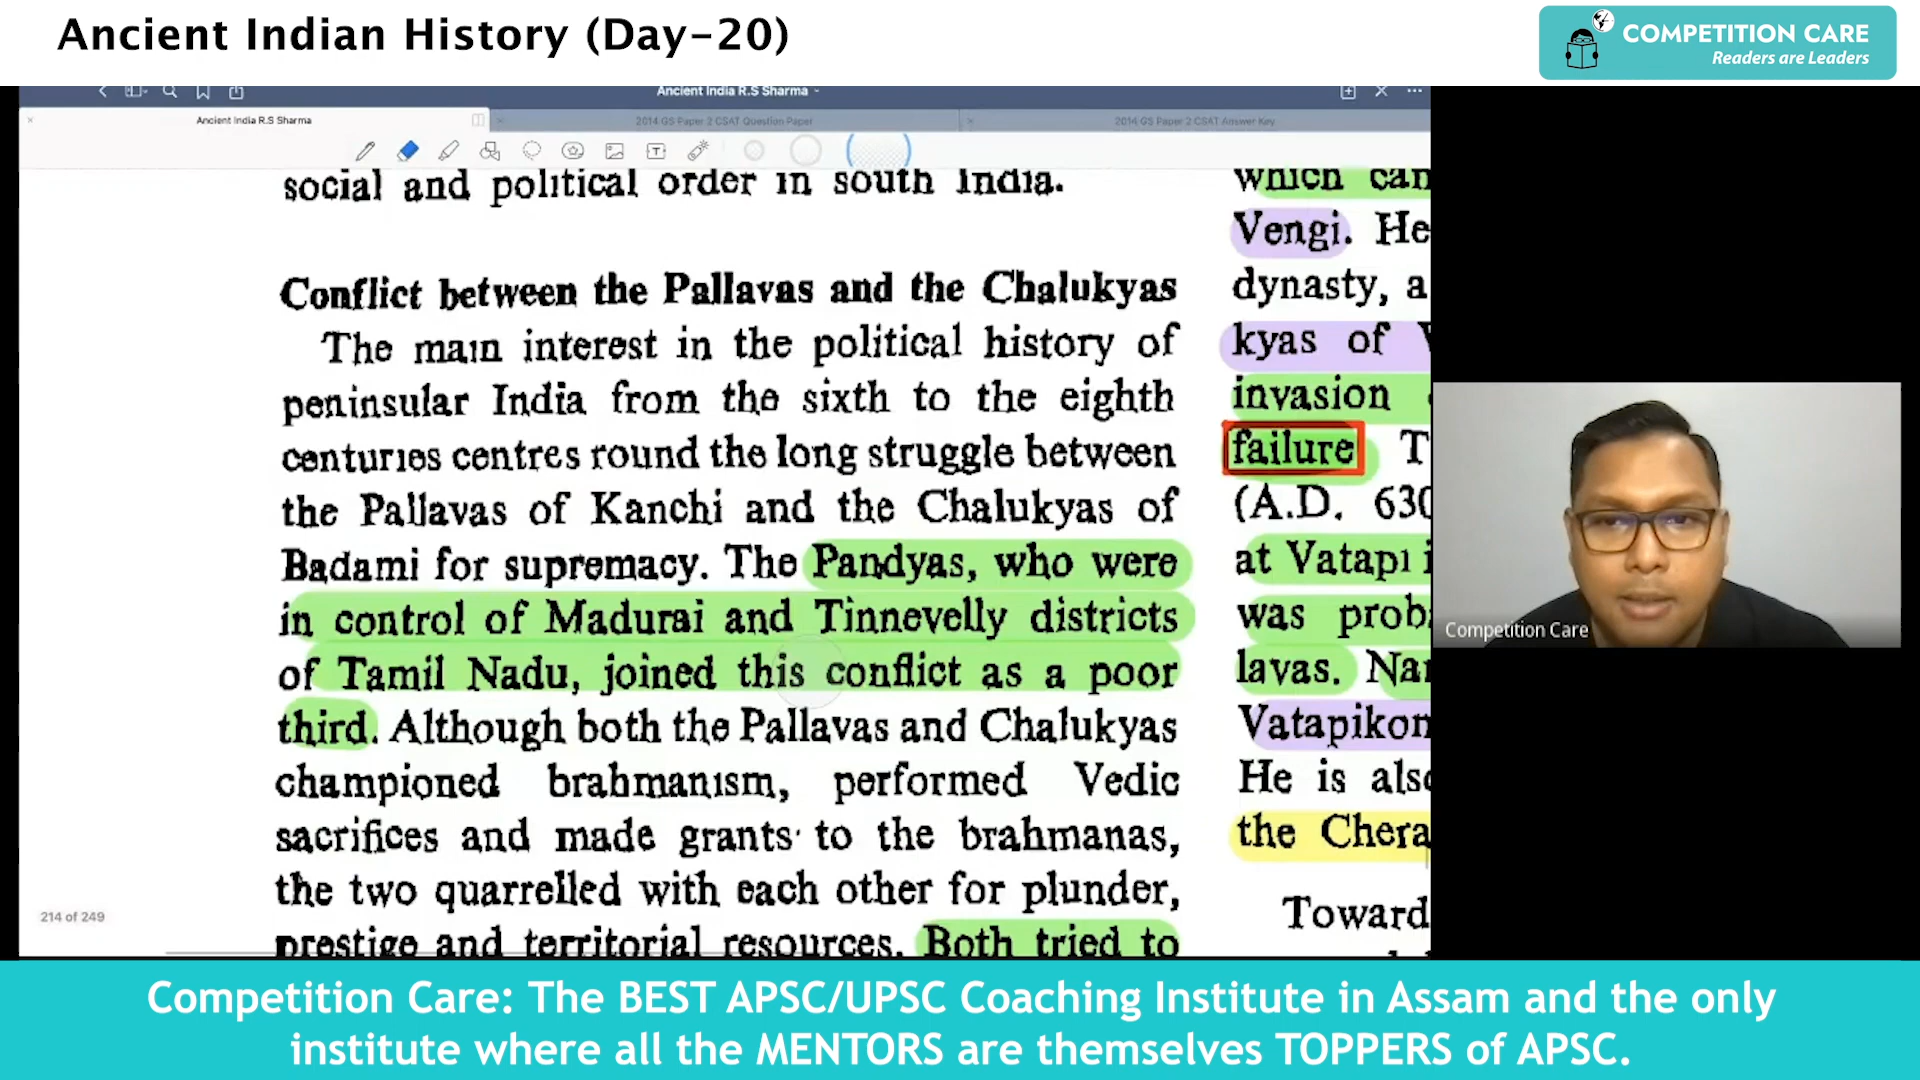 Ancient Indian History (Day-20)
COMPETITION CARE
Readers are Leaders
Ancient India R.S Sharma
Ancient India R.S Sharma
2014 GS Paper 2 CSAT Question Paper
2014 GS Paper 2 CSAT Answer Key
social and political order in south India.
Conflict between the Pallavas and the Chalukyas
The main interest in the political history of
peninsular India from the sixth to the eighth
centuries centres round the long struggle between
the Pallavas of Kanchi and the Chalukyas of
Badami for supremacy. The Pandyas, who were
in control of Madurai and Tinnevelly districts
of Tamil Nadu, joined this conflict as a poor
third. Although both the Pallavas and Chalukyas
championed brahmanism, performed Vedic
sacrifices and made grants to the brahmanas,
the two quarrelled with each other for plunder,
prestige and territorial resources. Both tried to
214 of 249
which can
Vengi. He
dynasty, a
kyas of
invasion
failure T
(A.D. 630
at Vatapi i
was prob
lavas. Nar
Vatapikon
He is also
the Chera
Toward
Competition Care
Competition Care: The BEST APSC/UPSC Coaching Institute in Assam and the only
institute where all the MENTORS are themselves TOPPERS of APSC.